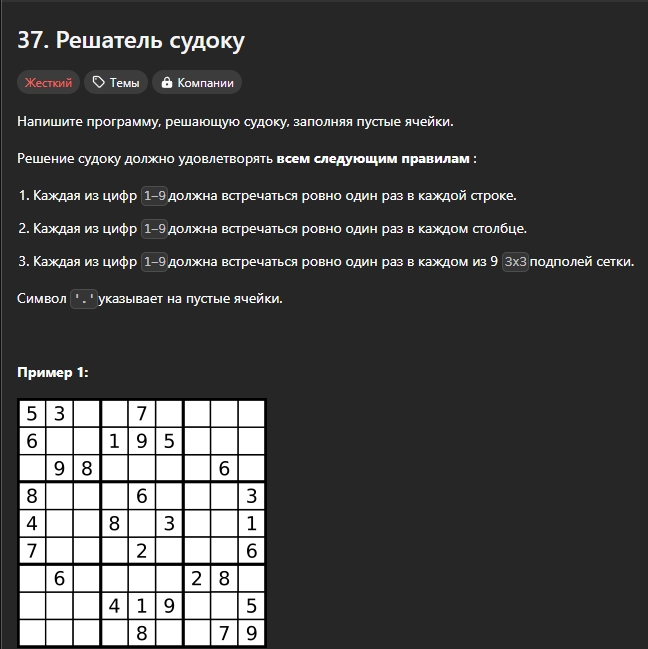 37. Решатель судоку
Жесткий Темы Компании
Напишите программу, решающую судоку, заполняя пустые ячейки.
Решение судоку должно удовлетворять всем следующим правилам :
1. Каждая из цифр 1–9 должна встречаться ровно один раз в каждой строке.
2. Каждая из цифр 1–9 должна встречаться ровно один раз в каждом столбце.
3. Каждая из цифр 1–9 должна встречаться ровно один раз в каждом из 9 3x3 подполей сетки.
Символ '.' указывает на пустые ячейки.
Пример 1:
5 3 7
6 1 9 5
9 8 6
8 6 3
4 8 3 1
7 2 6
6 2 8
4 1 9 5
8 7 9